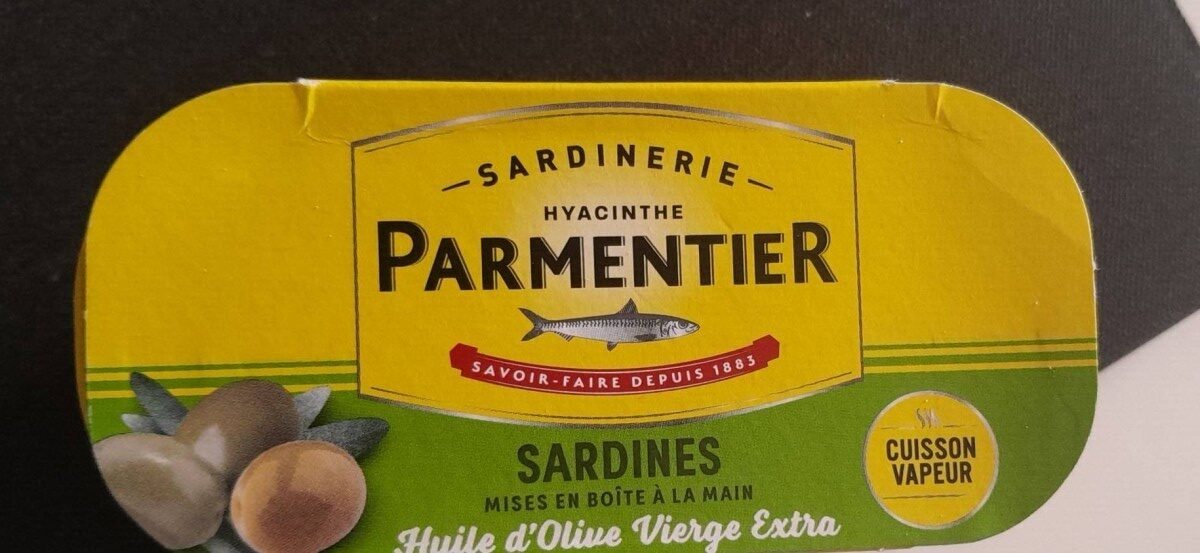 SARDINERIE
HYACINTHE
PARMENTIER
SAVOIR-FAIRE DEPUIS 1883
SARDINES
MISES EN BOÎTE À LA MAIN
Huile d'Olive Vierge Extra
CUISSON
VAPEUR